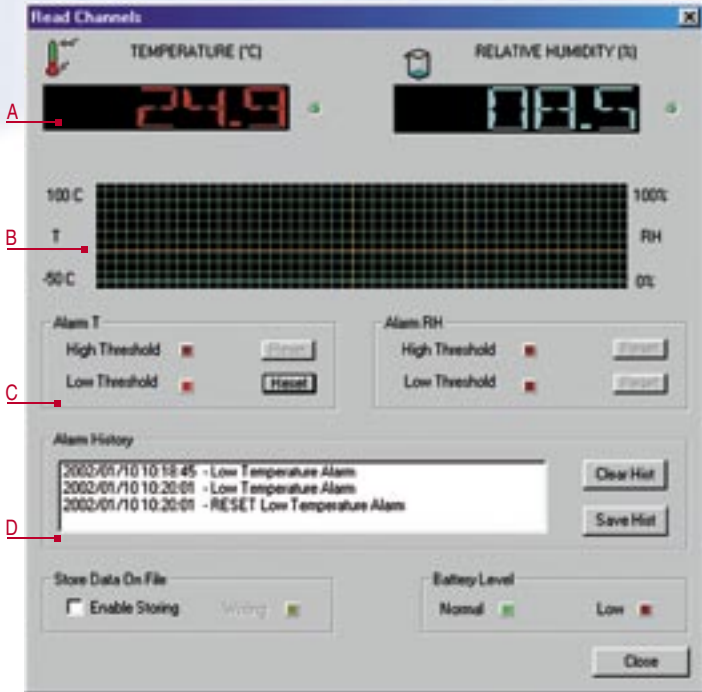 Read Channels
TEMPERATURE (°C)
RELATIVE HUMIDITY (%)
A
24.9
08.5
100 C
100%
B
T
RH
-50 C
0%
Alarm T
High Threshold
Reset
Low Threshold
Reset
Alarm RH
High Threshold
Reset
Low Threshold
Reset
C
Alarm History
2002/01/10 10:18:45 - Low Temperature Alarm
2002/01/10 10:20:01 - Low Temperature Alarm
2002/01/10 10:20:01 - RESET Low Temperature Alarm
Clear Hist
Save Hist
D
Store Data On File
Enable Storing
Writing
Battery Level
Normal
Low
Close